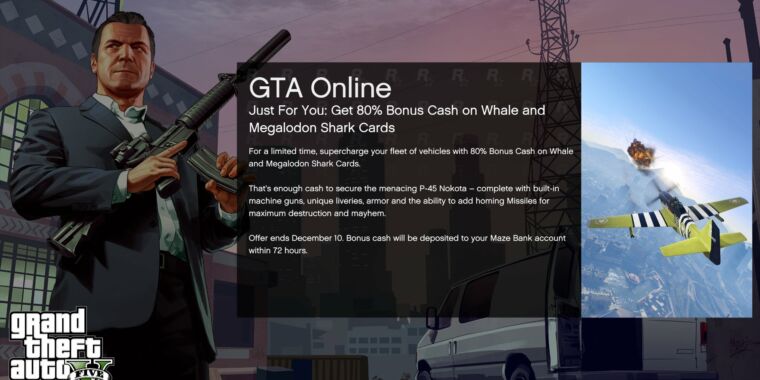 GTA Online
Just For You: Get 80% Bonus Cash on Whale and
Megalodon Shark Cards
For a limited time, supercharge your fleet of vehicles with 80% Bonus Cash on Whale
and Megalodon Shark Cards.
That's enough cash to secure the menacing P-45 Nokota – complete with built-in
machine guns, unique liveries, armor and the ability to add homing Missiles for
maximum destruction and mayhem.
Offer ends December 10. Bonus cash will be deposited to your Maze Bank account
within 72 hours.
grand
theft
auto V
FIVE